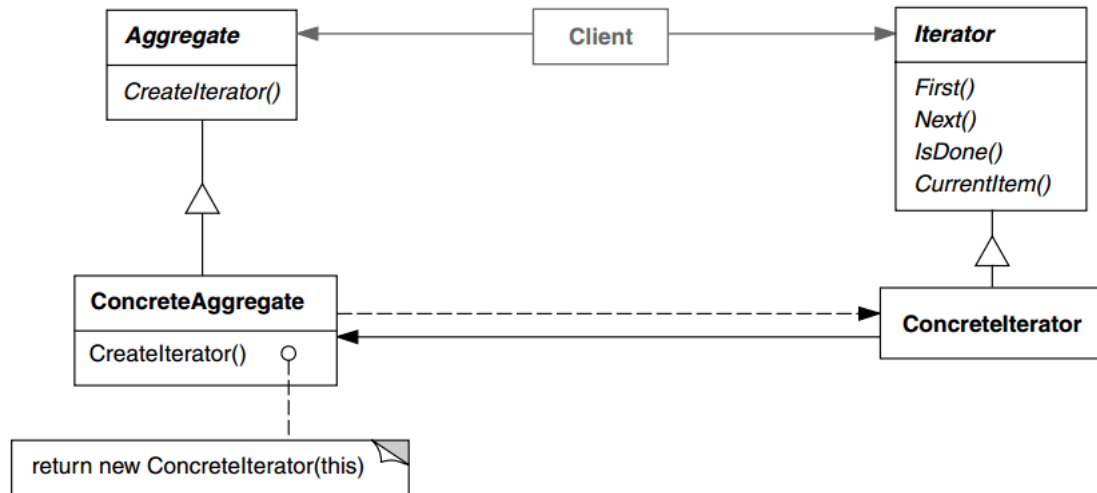 Aggregate
CreateIterator()
Client
Iterator
First()
Next()
IsDone()
CurrentItem()
ConcreteAggregate
CreateIterator()
ConcreteIterator
return new ConcreteIterator(this)